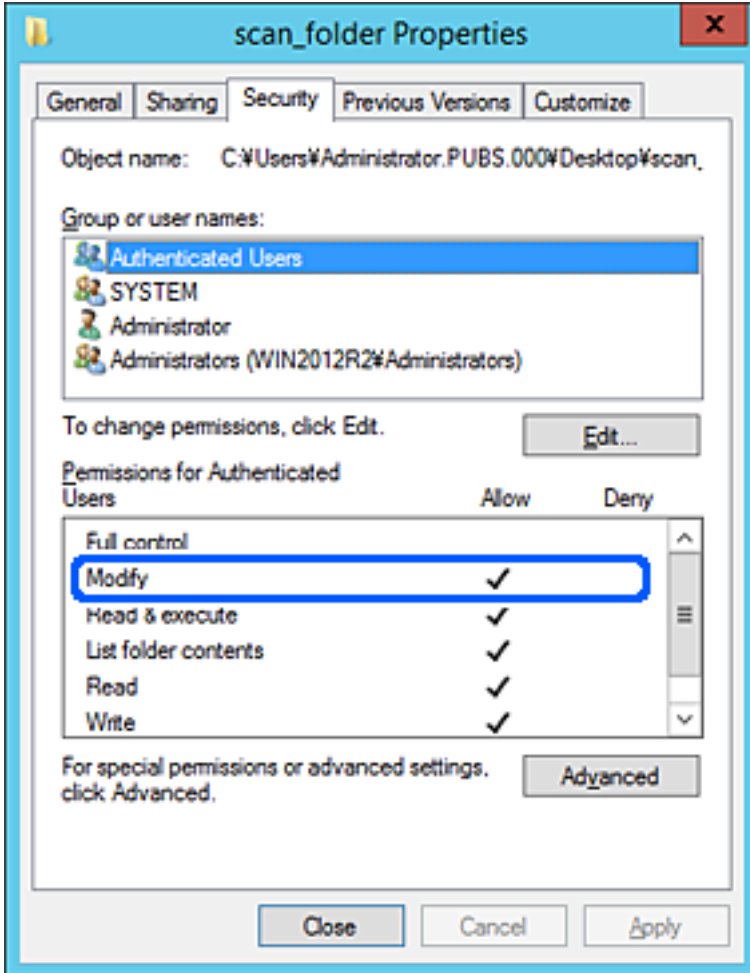 scan_folder Properties
x
General Sharing Security Previous Versions Customize
Object name: C:¥Users¥Administrator.PUBS.000¥Desktop¥scan_
Group or user names:
Authenticated Users
SYSTEM
Administrator
Administrators (WIN2012R2¥Administrators)
To change permissions, click Edit.
Edit...
Permissions for Authenticated
Users Allow Deny
Full control
Modify
Read & execute
List folder contents
Read
Write
For special permissions or advanced settings,
click Advanced.
Advanced
Close Cancel Apply